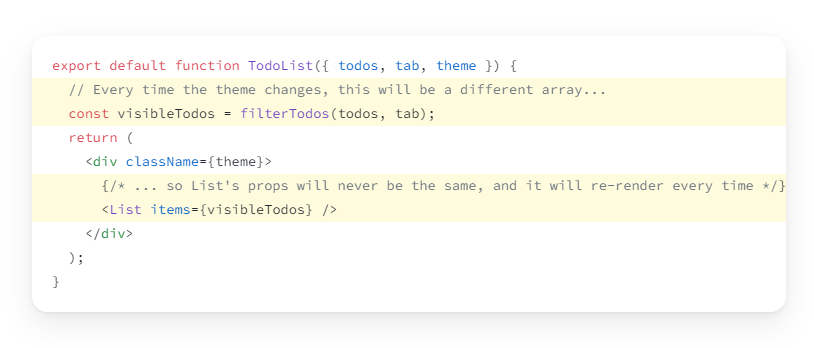 export default function TodoList({ todos, tab, theme }) {
  // Every time the theme changes, this will be a different array...
  const visibleTodos = filterTodos(todos, tab);
  return (
    <div className={theme}>
      {/* ... so List's props will never be the same, and it will re-render every time */}
      <List items={visibleTodos} />
    </div>
  );
}